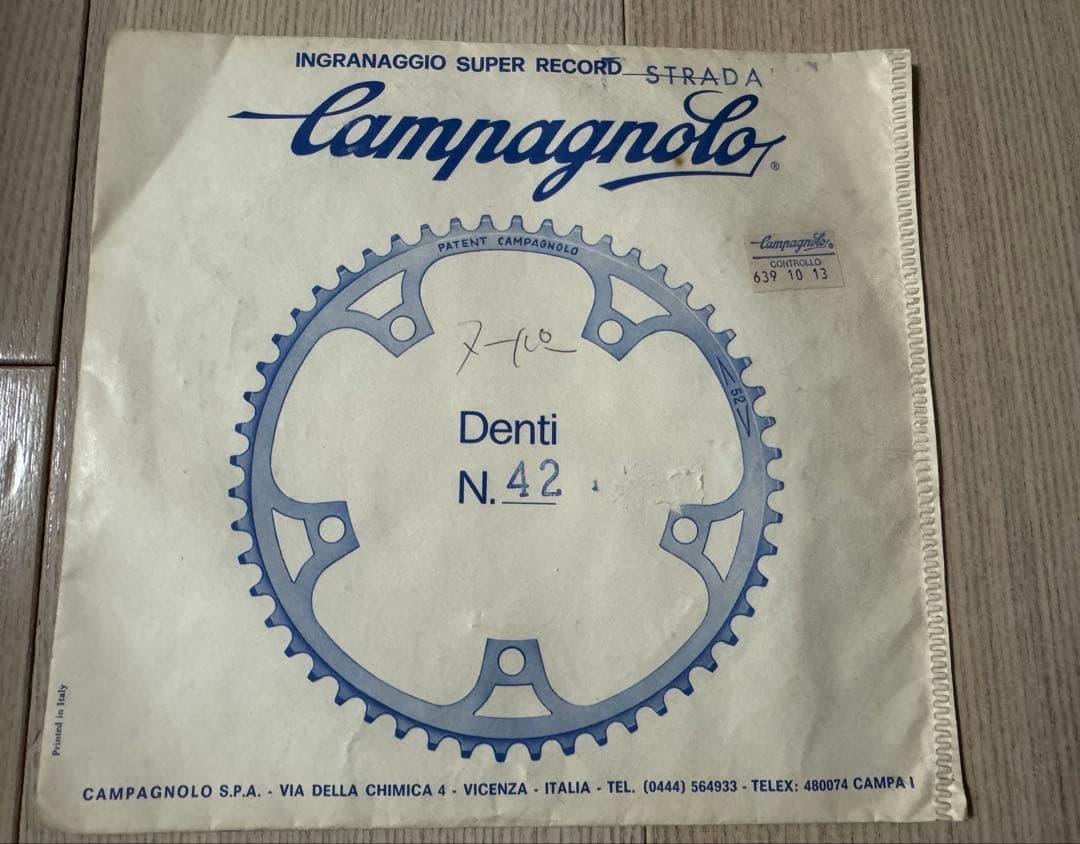 INGRANAGGIO SUPER RECORD STRADA
Campagnolo®
PATENT CAMPAGNOLO
Campagnolo®
CONTROLLO
639 10 13
52
Denti
N. 42
Printed in Italy
CAMPAGNOLO S.P.A. - VIA DELLA CHIMICA 4 - VICENZA - ITALIA - TEL. (0444) 564933 - TELEX: 480074 CAMPA I